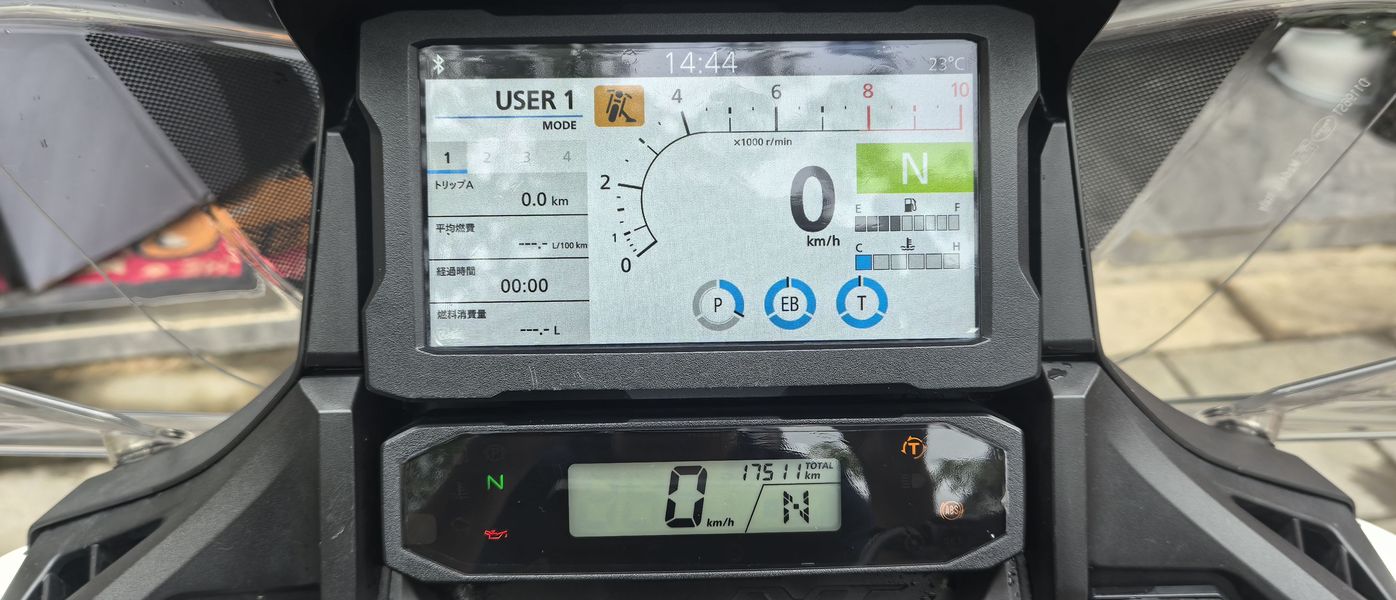 14:44
23°C
USER 1
MODE
1 2 3 4
トリップA
0.0 km
平均燃費
---.- L/100 km
経過時間
00:00
燃料消費量
---.- L
0 1 2 4 6 8 10
×1000 r/min
0
km/h
N
E F
C H
P EB T
N
0 km/h
17511 TOTAL km
N
T
ABS